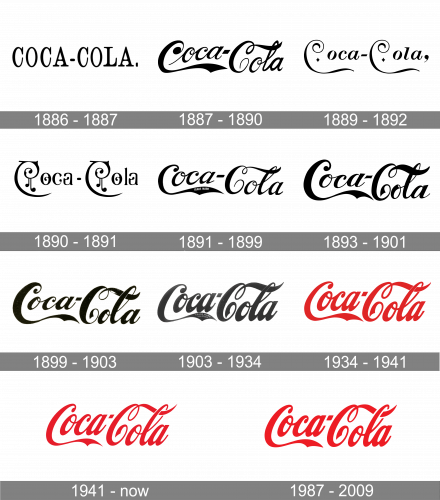 COCA-COLA.
Coca-Cola
Coca-Cola,
1886 - 1887
1887 - 1890
1889 - 1892
Coca-Cola
Coca-Cola
Coca-Cola
1890 - 1891
1891 - 1899
1893 - 1901
Coca-Cola
Coca-Cola
Coca-Cola
1899 - 1903
1903 - 1934
1934 - 1941
Coca-Cola
Coca-Cola
1941 - now
1987 - 2009